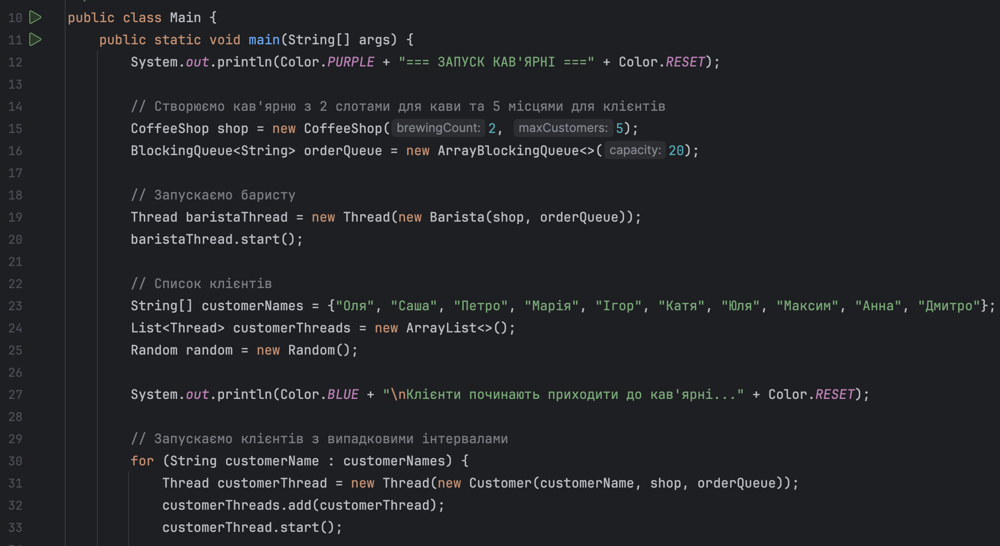 10 public class Main {
11 public static void main(String[] args) {
12 System.out.println(Color.PURPLE + "=== ЗАПУСК КАВ'ЯРНІ ===" + Color.RESET);
13
14 // Створюємо кав'ярню з 2 слотами для кави та 5 місцями для клієнтів
15 CoffeeShop shop = new CoffeeShop( brewingCount: 2, maxCustomers: 5);
16 BlockingQueue<String> orderQueue = new ArrayBlockingQueue<>( capacity: 20);
17
18 // Запускаємо баристу
19 Thread baristaThread = new Thread(new Barista(shop, orderQueue));
20 baristaThread.start();
21
22 // Список клієнтів
23 String[] customerNames = {"Оля", "Саша", "Петро", "Марія", "Ігор", "Катя", "Юля", "Максим", "Анна", "Дмитро"};
24 List<Thread> customerThreads = new ArrayList<>();
25 Random random = new Random();
26
27 System.out.println(Color.BLUE + "\nКлієнти починають приходити до кав'ярні..." + Color.RESET);
28
29 // Запускаємо клієнтів з випадковими інтервалами
30 for (String customerName : customerNames) {
31 Thread customerThread = new Thread(new Customer(customerName, shop, orderQueue));
32 customerThreads.add(customerThread);
33 customerThread.start();